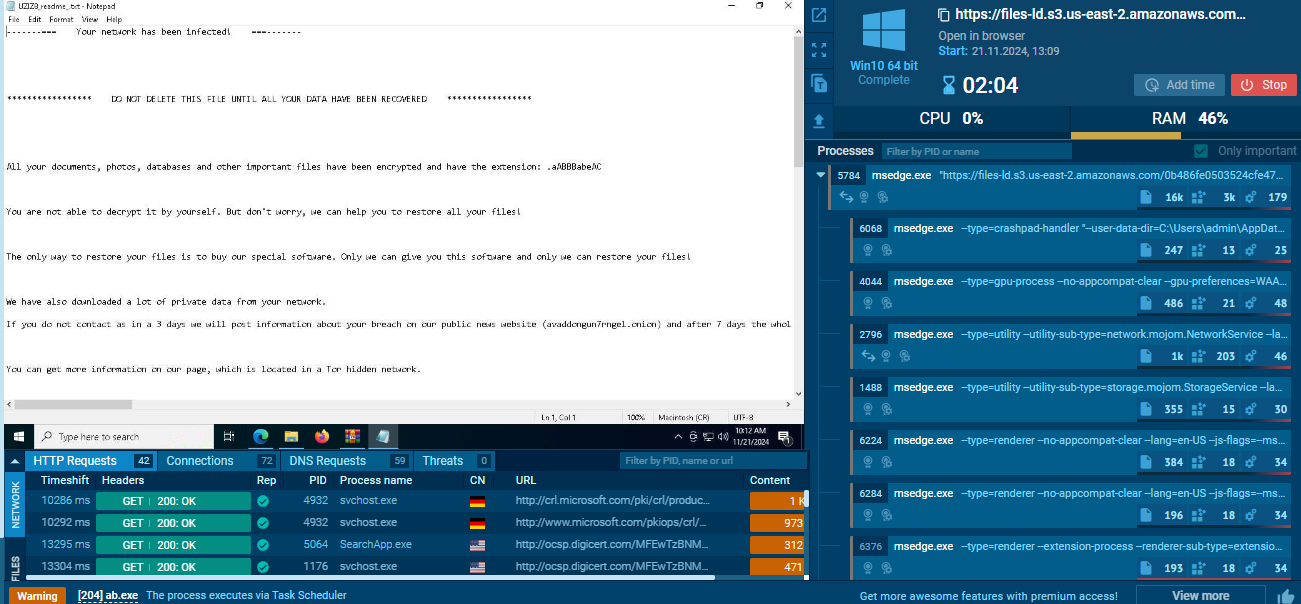 UZIZB_readme_.txt - Notepad
File Edit Format View Help
-------=== Your network has been infected! ===-------
***************** DO NOT DELETE THIS FILE UNTIL ALL YOUR DATA HAVE BEEN RECOVERED *****************
All your documents, photos, databases and other important files have been encrypted and have the extension: .aABBBabeAC
You are not able to decrypt it by yourself. But don't worry, we can help you to restore all your files!
The only way to restore your files is to buy our special software. Only we can give you this software and only we can restore your files!
We have also downloaded a lot of private data from your network.
If you do not contact as in a 3 days we will post information about your breach on our public news website (avaddongun7rngel.onion) and after 7 days the whol
You can get more information on our page, which is located in a Tor hidden network.
Ln 1, Col 1 100% Macintosh (CR) UTF-8
Type here to search
10:12 AM
11/21/2024
1
HTTP Requests 42 Connections 72 DNS Requests 59 Threats 0 Filter by PID, name or url
NETWORK
FILES
Timeshift Headers Rep PID Process name CN URL Content
10286 ms GET 200: OK 4932 svchost.exe http://crl.microsoft.com/pki/crl/produc... 1 K
10292 ms GET 200: OK 4932 svchost.exe http://www.microsoft.com/pkiops/crl/... 973
13295 ms GET 200: OK 5064 SearchApp.exe http://ocsp.digicert.com/MFEwTzBNM... 312
13304 ms GET 200: OK 1176 svchost.exe http://ocsp.digicert.com/MFEwTzBNM... 471
Warning [204] ab.exe The process executes via Task Scheduler
https://files-ld.s3.us-east-2.amazonaws.com...
Open in browser
Start: 21.11.2024, 13:09
Win10 64 bit
Complete
02:04
Add time
Stop
CPU 0% RAM 46%
Processes Filter by PID or name Only important
5784 msedge.exe "https://files-ld.s3.us-east-2.amazonaws.com/0b486fe0503524cfe47...
16k 3k 179
6068 msedge.exe --type=crashpad-handler "--user-data-dir=C:\Users\admin\AppDat...
247 13 25
4044 msedge.exe --type=gpu-process --no-appcompat-clear --gpu-preferences=WAA...
486 21 48
2796 msedge.exe --type=utility --utility-sub-type=network.mojom.NetworkService --la...
1k 203 46
1488 msedge.exe --type=utility --utility-sub-type=storage.mojom.StorageService --la...
355 15 30
6224 msedge.exe --type=renderer --no-appcompat-clear --lang=en-US --js-flags=--ms...
384 18 34
6284 msedge.exe --type=renderer --no-appcompat-clear --lang=en-US --js-flags=--ms...
196 18 34
6376 msedge.exe --type=renderer --extension-process --renderer-sub-type=extensio...
193 18 34
Get more awesome features with premium access! View more